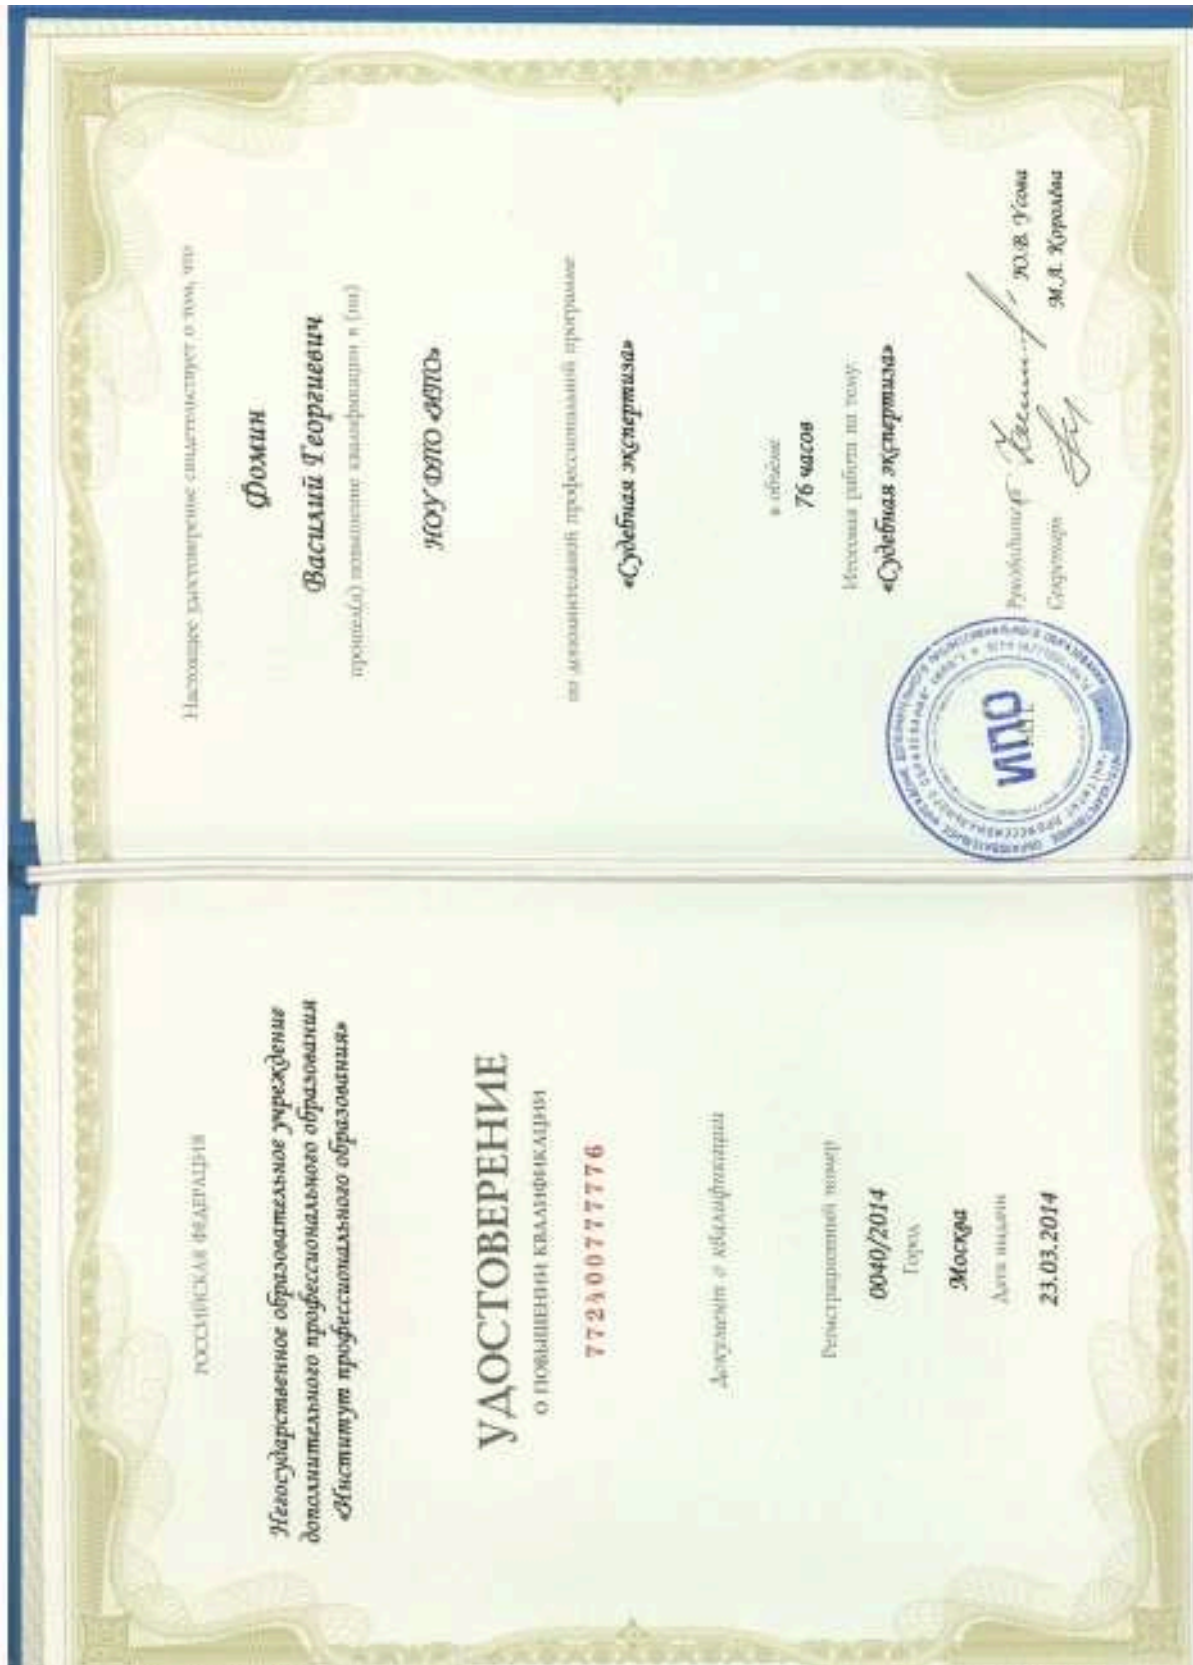 РОССИЙСКАЯ ФЕДЕРАЦИЯ
Негосударственное образовательное учреждение
дополнительного профессионального образования
«Институт профессионального образования»
УДОСТОВЕРЕНИЕ
О ПОВЫШЕНИИ КВАЛИФИКАЦИИ
772400777776
Документ о квалификации
Регистрационный номер
0040/2014
Город
Москва
Дата выдачи
23.03.2014
Настоящее удостоверение свидетельствует о том, что
Фомин
Василий Георгиевич
прошел(а) повышение квалификации в (на)
НОУ ДПО «ИПО»
по дополнительной профессиональной программе
«Судебная экспертиза»
в объёме
76 часов
Итоговая работа на тему:
«Судебная экспертиза»
Руководитель Ю.В. Усова
Секретарь М.А. Королёва
ИПО